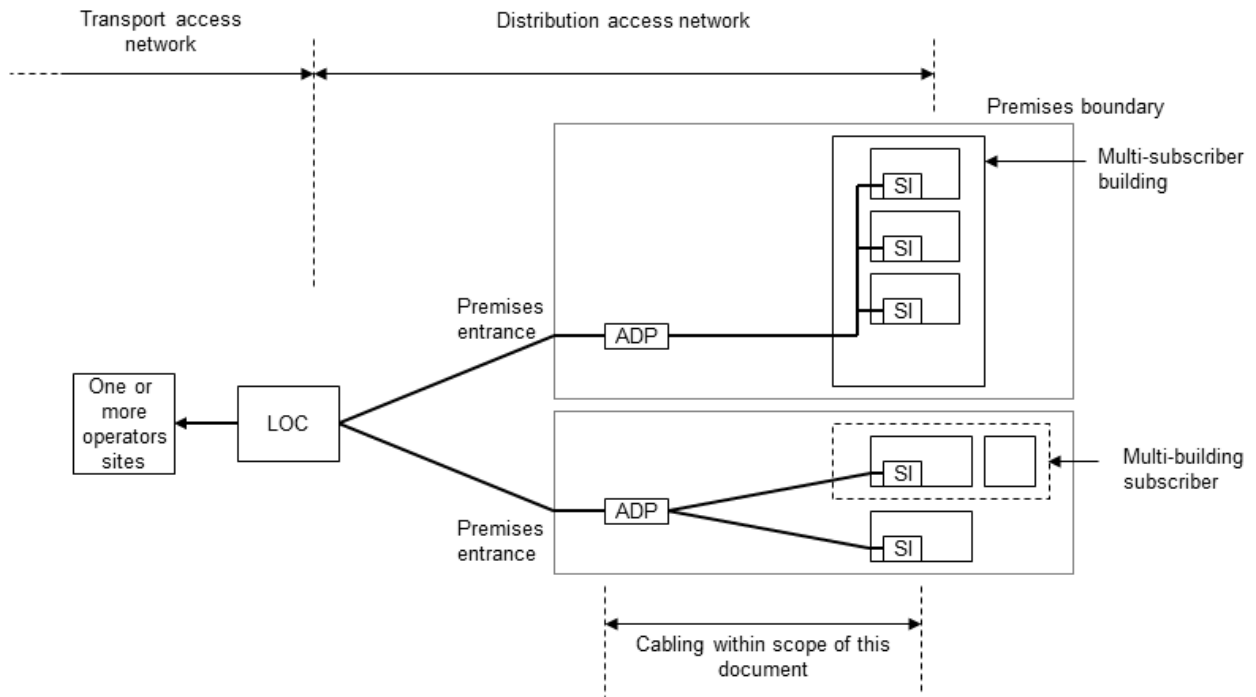 Transport access
network
Distribution access network
Premises boundary
Multi-subscriber
building
SI
SI
SI
Premises
entrance
ADP
One or
more
operators
sites
LOC
Multi-building
subscriber
SI
ADP
Premises
entrance
SI
Cabling within scope of this
document